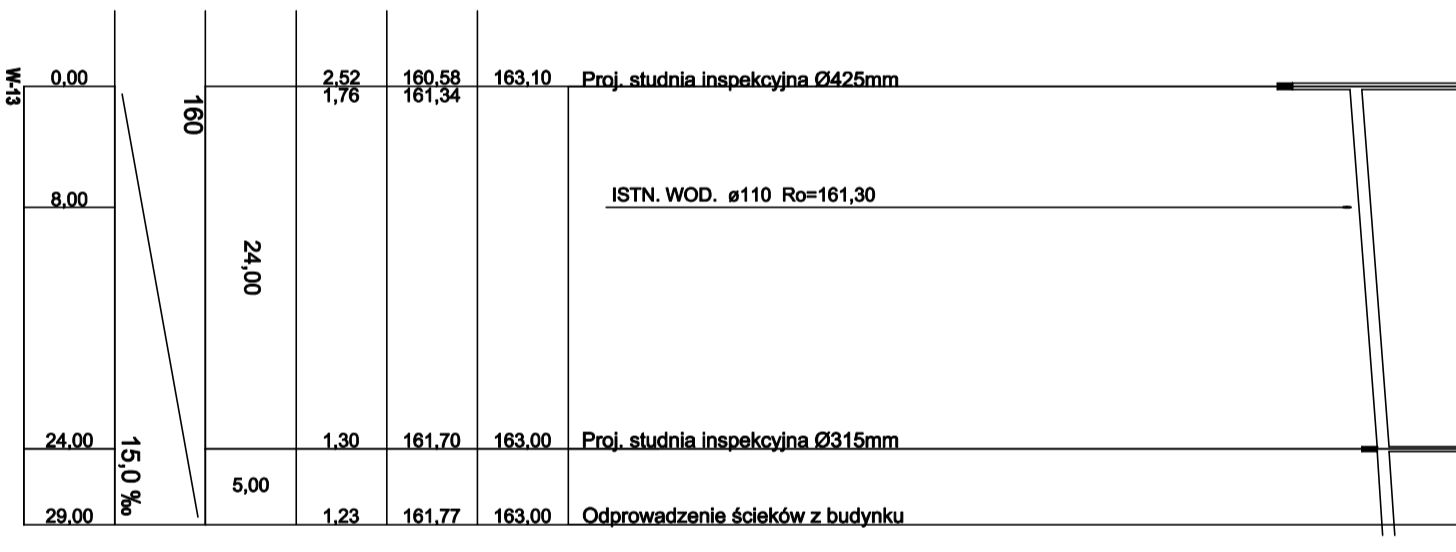 W-13
0,00 2,52 160,58 163,10 Proj. studnia inspekcyjna Ø425mm
1,76 161,34
160
8,00 ISTN. WOD. ø110 Ro=161,30
24,00
24,00 1,30 161,70 163,00 Proj. studnia inspekcyjna Ø315mm
15,0 ‰
5,00
29,00 1,23 161,77 163,00 Odprowadzenie ścieków z budynku